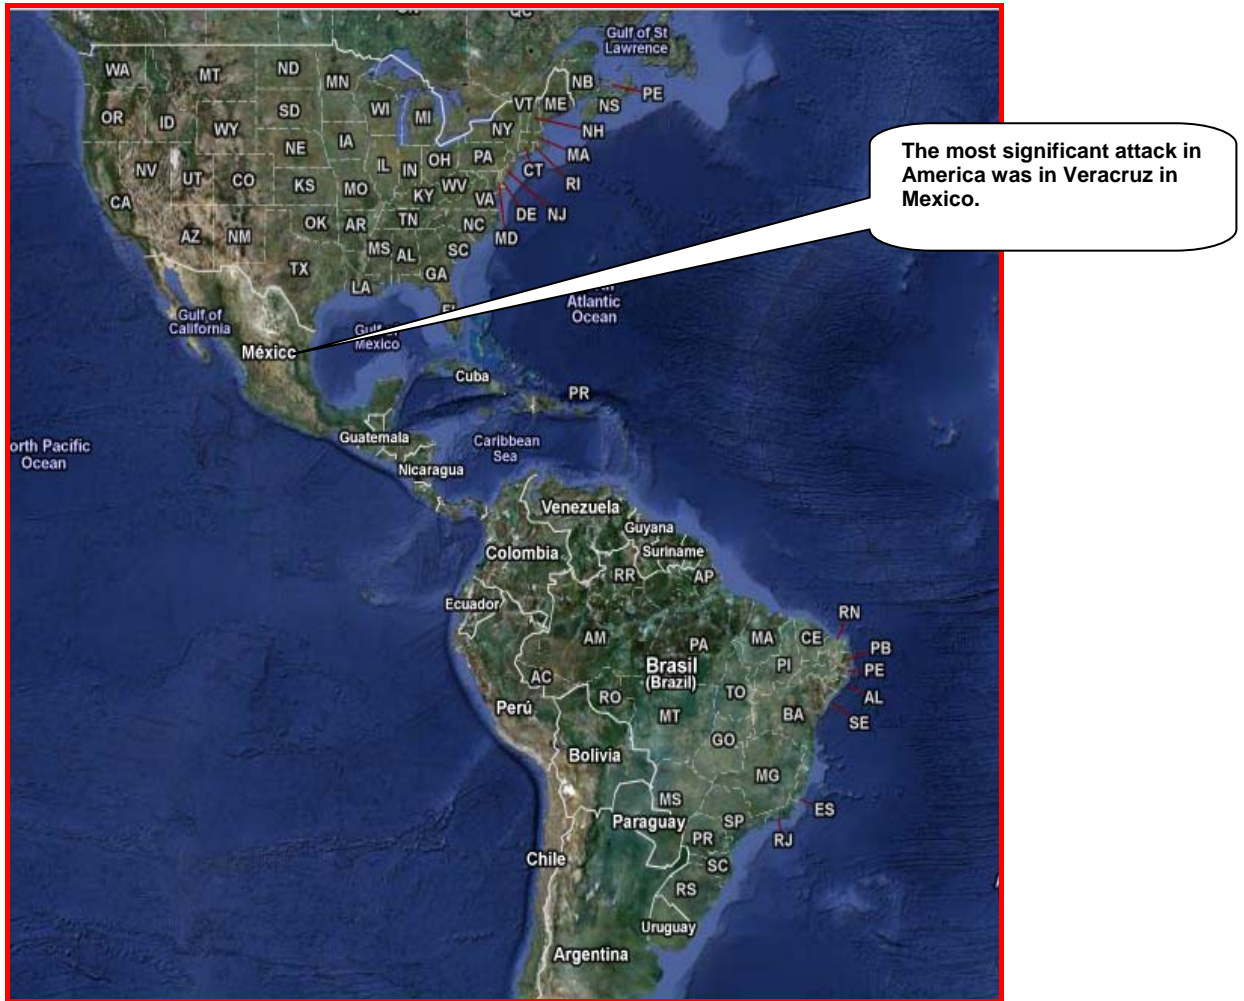 QC
Gulf of St
Lawrence
WA
MT
ND
MN
NB
PE
OR
ID
WY
SD
WI
MI
VT
ME
NS
NY
NH
NE
IA
MA
NV
UT
CO
KS
MO
IL
IN
OH
PA
CT
RI
CA
KY
WV
VA
DE
NJ
AZ
NM
OK
AR
TN
NC
MD
TX
MS
AL
SC
LA
GA
The most significant attack in
America was in Veracruz in
Mexico.
Atlantic
Ocean
Gulf of
California
Gulf of
Mexico
Méxicc
Cuba
PR
orth Pacific
Ocean
Guatemala
Caribbean
Sea
Nicaragua
Venezuela
Guyana
Colombia
Suriname
RR
AP
Ecuador
RN
AM
PA
MA
CE
PB
Brasil
(Brazil)
PI
PE
AC
RO
TO
AL
Perú
MT
BA
SE
GO
Bolivia
MG
MS
ES
Paraguay
SP
PR
RJ
Chile
SC
RS
Uruguay
Argentina